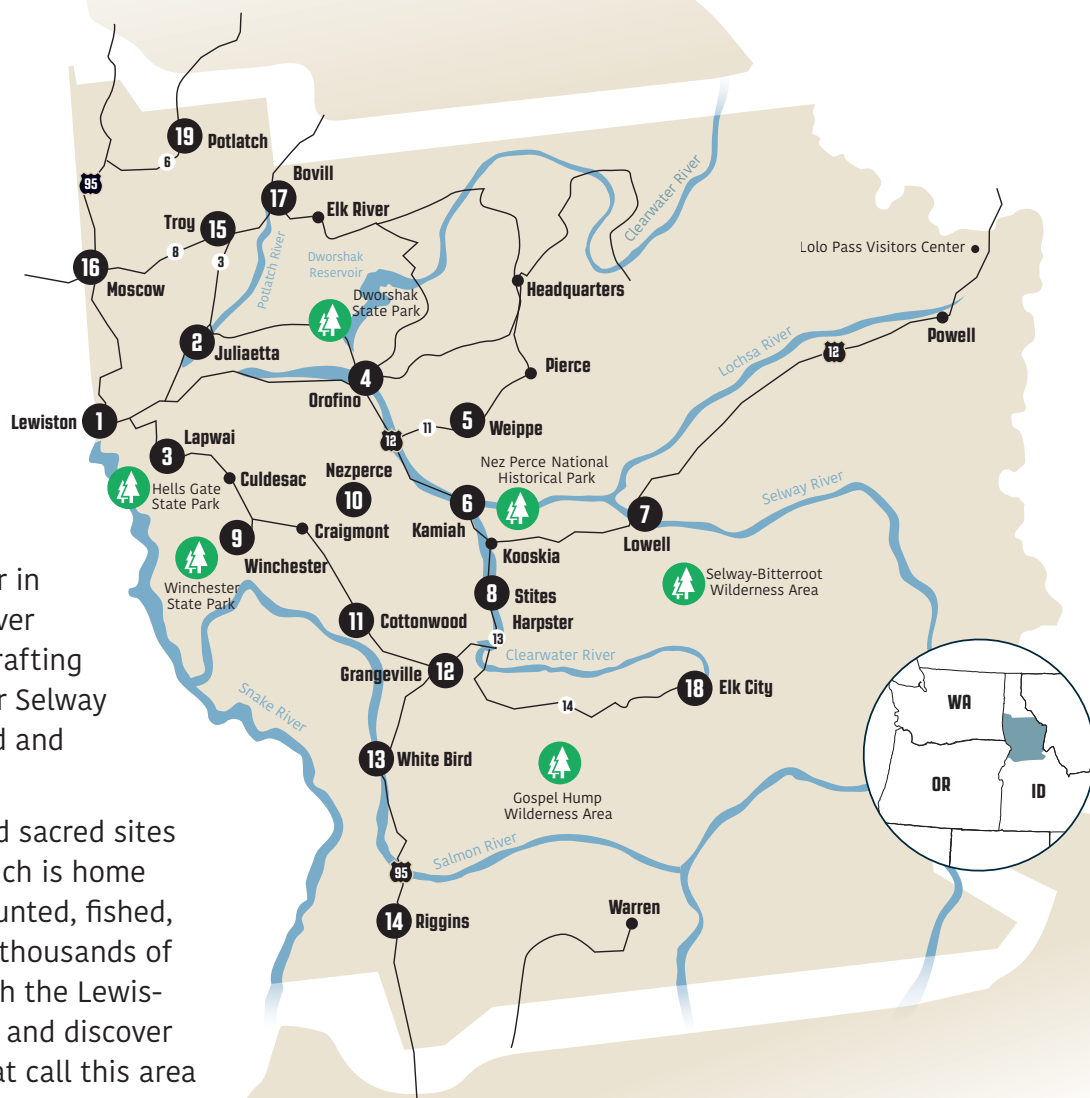 19
Potlatch
6
95
Bovill
17
Elk River
Troy
15
8
3
16
Moscow
Potlatch River
Dworshak
Reservoir
Clearwater River
Lolo Pass Visitors Center
Dworshak
State Park
Headquarters
2
Juliaetta
Lochsa River
Powell
12
4
Orofino
Pierce
Lewiston
1
5
Weippe
11
12
3
Lapwai
Culdesac
Nezperce
10
Nez Perce National
Historical Park
Selway River
Hells Gate
State Park
6
Kamiah
7
Lowell
Craigmont
9
Winchester
Kooskia
Winchester
State Park
Selway-Bitterroot
Wilderness Area
8
Stites
Harpster
13
11
Cottonwood
Clearwater River
Grangeville
12
18
Elk City
14
Snake River
13
White Bird
Gospel Hump
Wilderness Area
WA
OR
ID
Salmon River
95
14
Riggins
Warren
r in
ver
rafting
r Selway
d and
d sacred sites
ch is home
unted, fished,
thousands of
h the Lewis-
and discover
at call this area